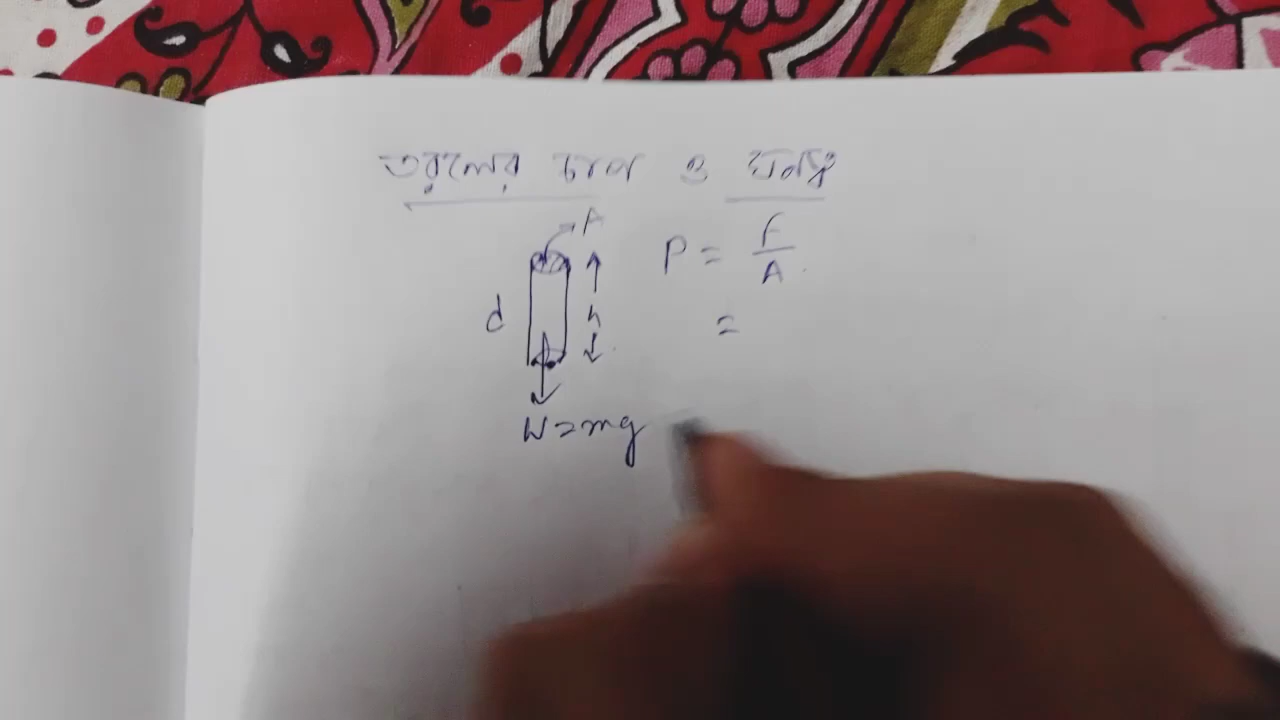 তরলের চাপ ও ঘনত্ব
A
P = F/A
d
h
=
W = mg